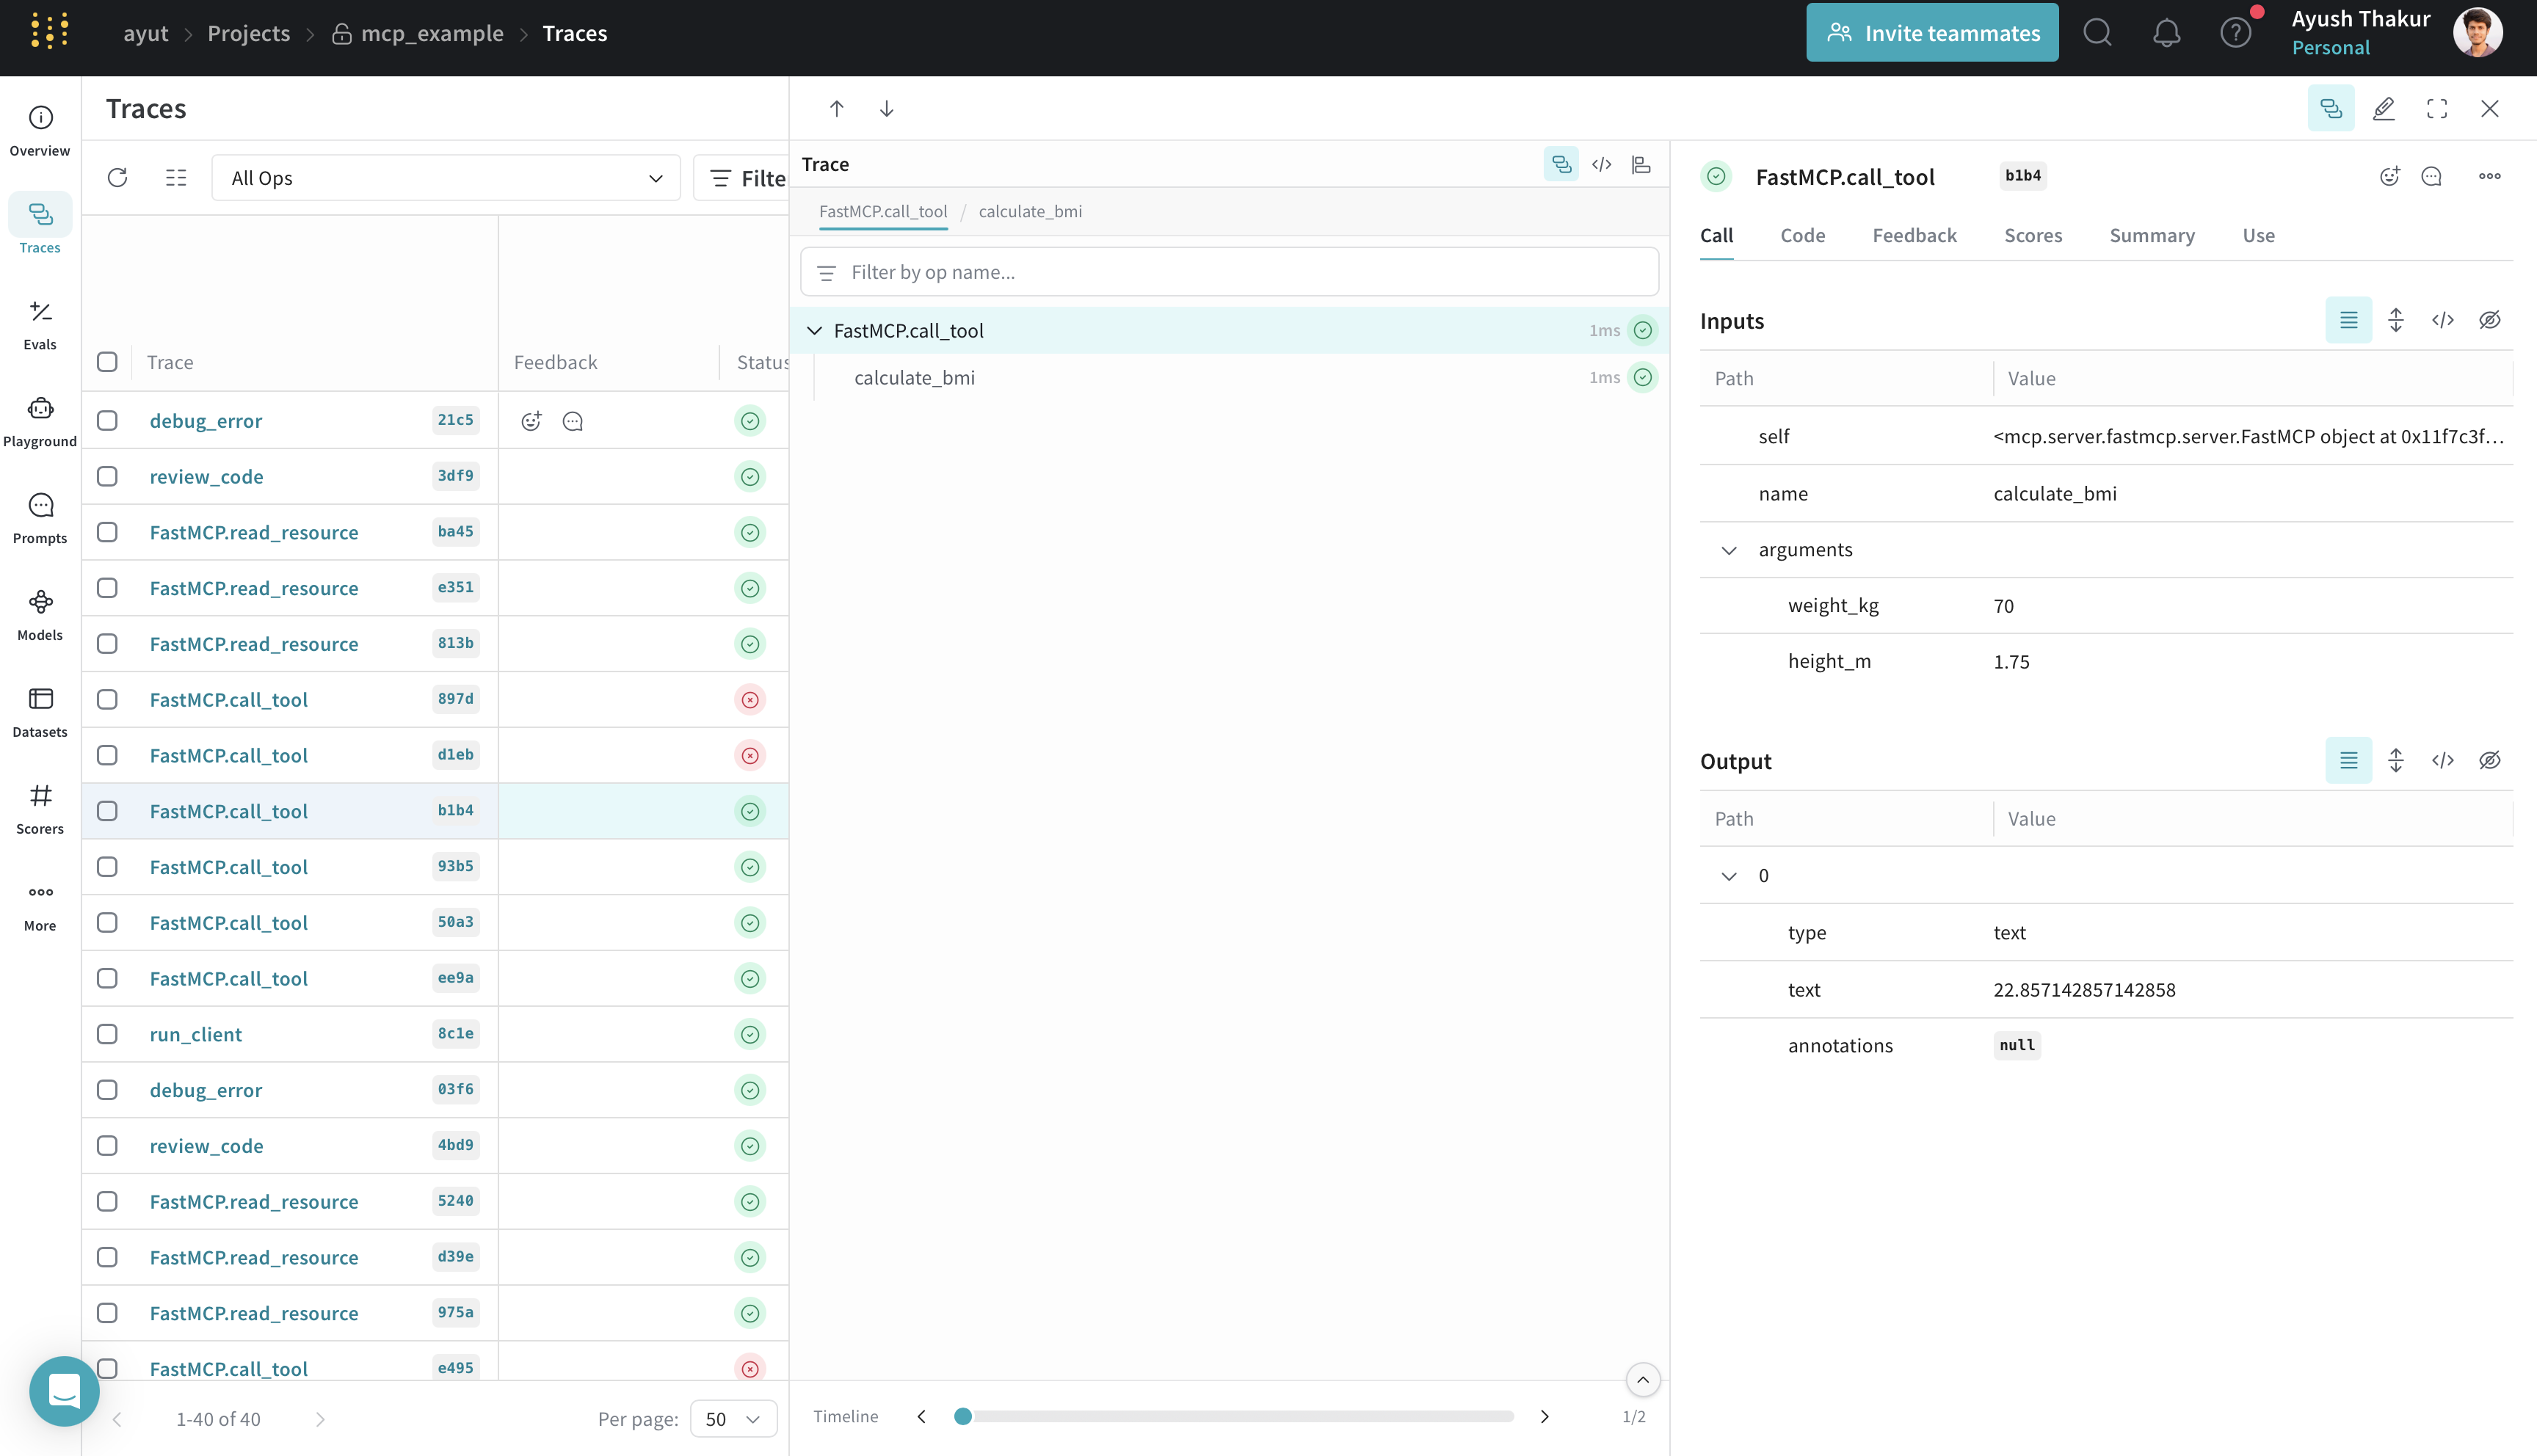 ayut > Projects > mcp_example > Traces
Invite teammates
Ayush Thakur
Personal
Overview
Traces
Evals
Playground
Prompts
Models
Datasets
Scorers
More
Traces
All Ops
Filte
Trace Feedback Status
debug_error 21c5
review_code 3df9
FastMCP.read_resource ba45
FastMCP.read_resource e351
FastMCP.read_resource 813b
FastMCP.call_tool 897d
FastMCP.call_tool d1eb
FastMCP.call_tool b1b4
FastMCP.call_tool 93b5
FastMCP.call_tool 50a3
FastMCP.call_tool ee9a
run_client 8c1e
debug_error 03f6
review_code 4bd9
FastMCP.read_resource 5240
FastMCP.read_resource d39e
FastMCP.read_resource 975a
FastMCP.call_tool e495
1-40 of 40
Per page: 50
Trace
FastMCP.call_tool / calculate_bmi
Filter by op name...
FastMCP.call_tool 1ms
calculate_bmi 1ms
Timeline
1/2
FastMCP.call_tool b1b4
Call Code Feedback Scores Summary Use
Inputs
Path Value
self <mcp.server.fastmcp.server.FastMCP object at 0x11f7c3f...
name calculate_bmi
arguments
weight_kg 70
height_m 1.75
Output
Path Value
0
type text
text 22.857142857142858
annotations null